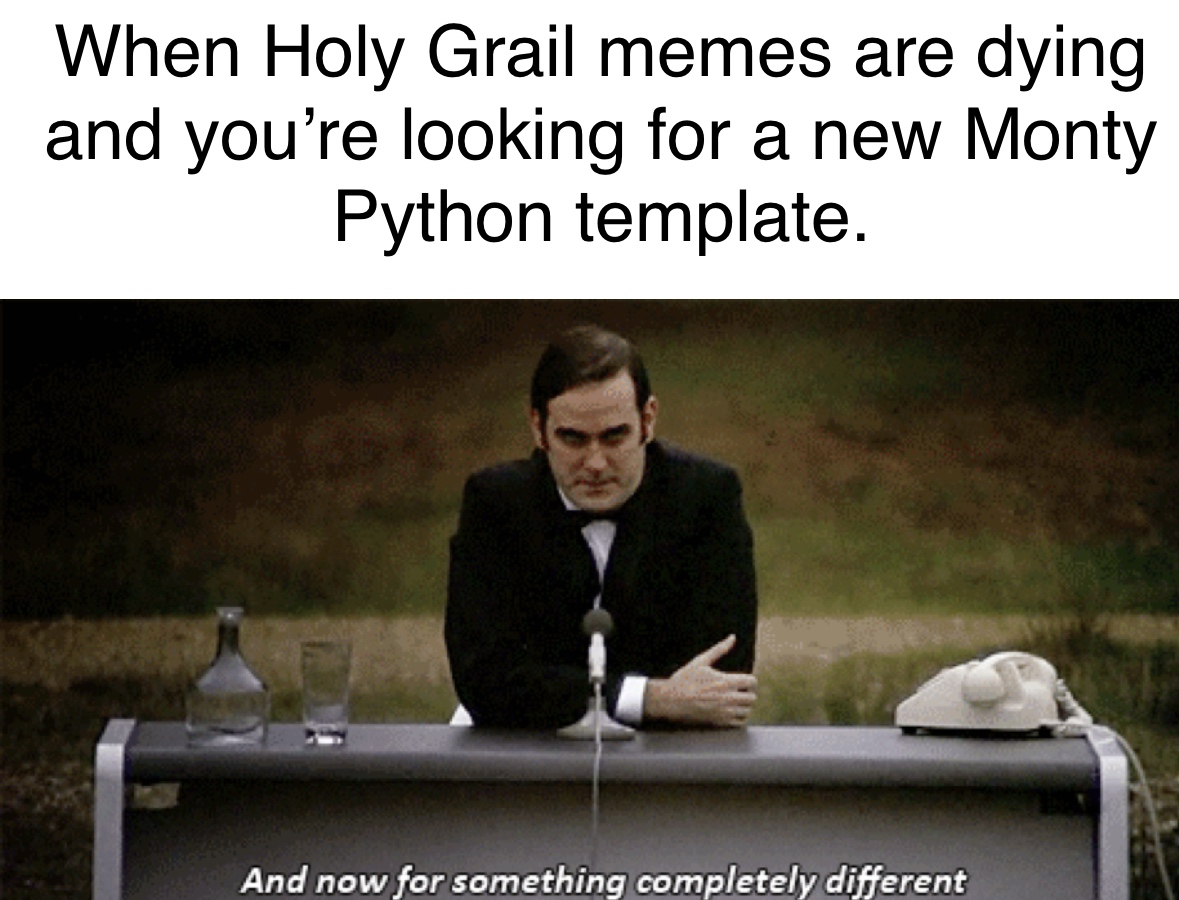 When Holy Grail memes are dying
and you’re looking for a new Monty
Python template.
And now for something completely different